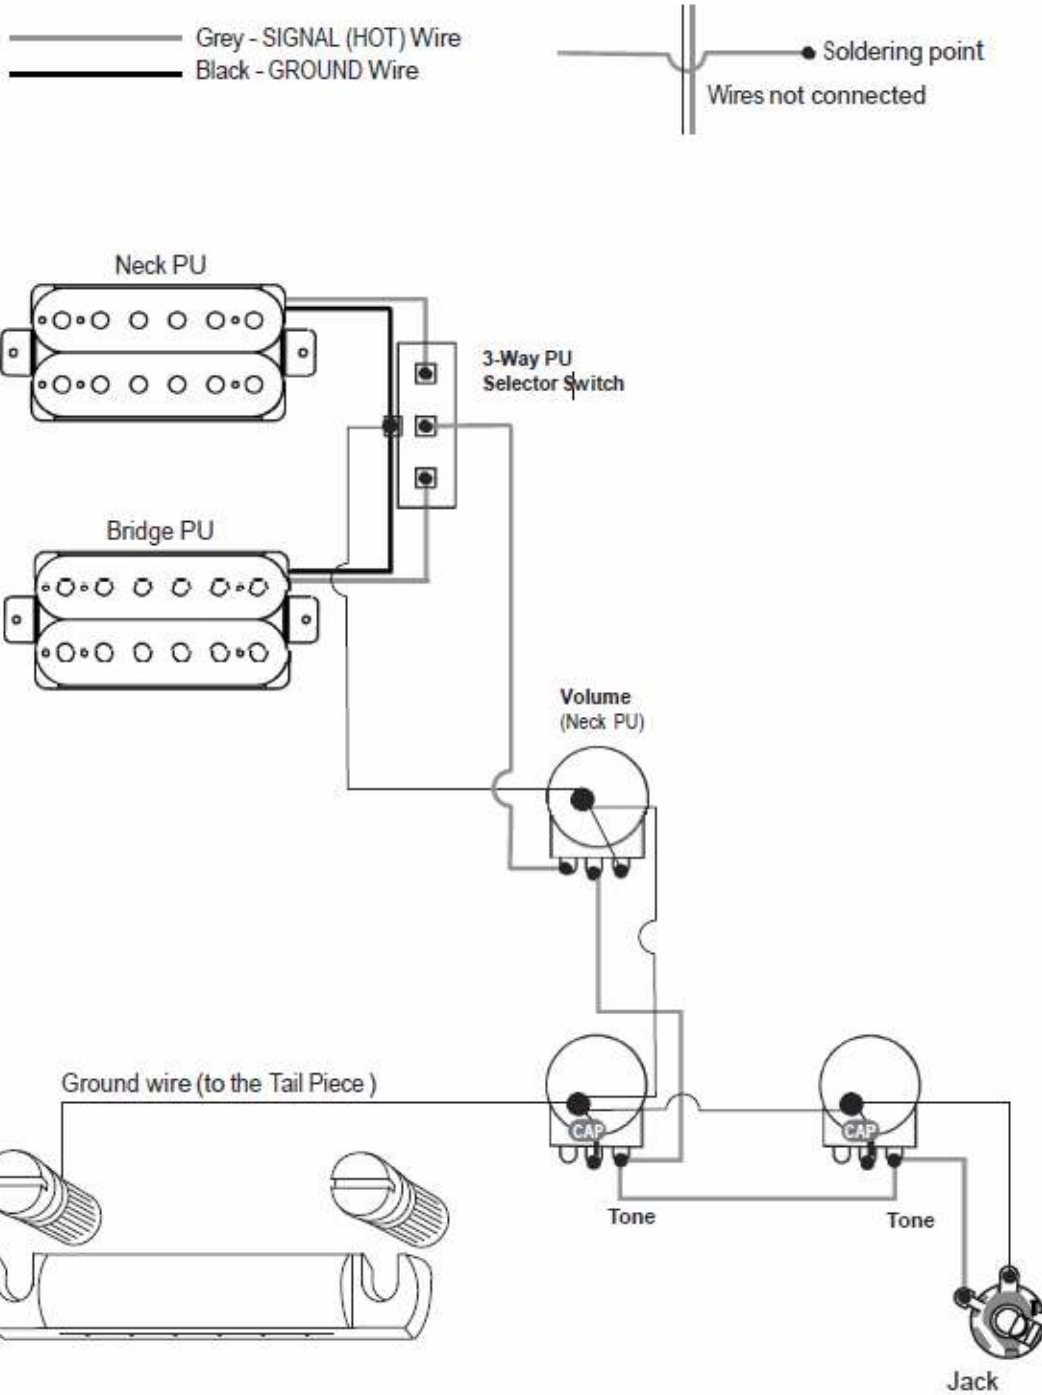 Grey - SIGNAL (HOT) Wire
Black - GROUND Wire
Soldering point
Wires not connected
Neck PU
3-Way PU
Selector Switch
Bridge PU
Volume
(Neck PU)
Ground wire (to the Tail Piece )
CAP
CAP
Tone
Tone
Jack